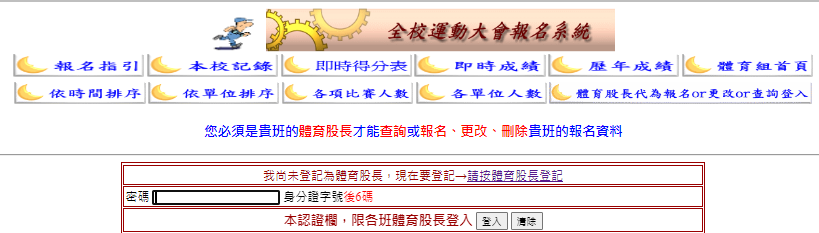 全校運動大會報名系統
報名指引 本校記錄 即時得分表 即時成績 歷年成績 體育組首頁
依時間排序 依單位排序 各項比賽人數 各單位人數 體育股長代為報名or更改or查詢登入
您必須是貴班的體育股長才能查詢或報名、更改、刪除貴班的報名資料
我尚未登記為體育股長，現在要登記→請按體育股長登記
密碼 身分證字號後6碼
本認證欄，限各班體育股長登入 登入 清除